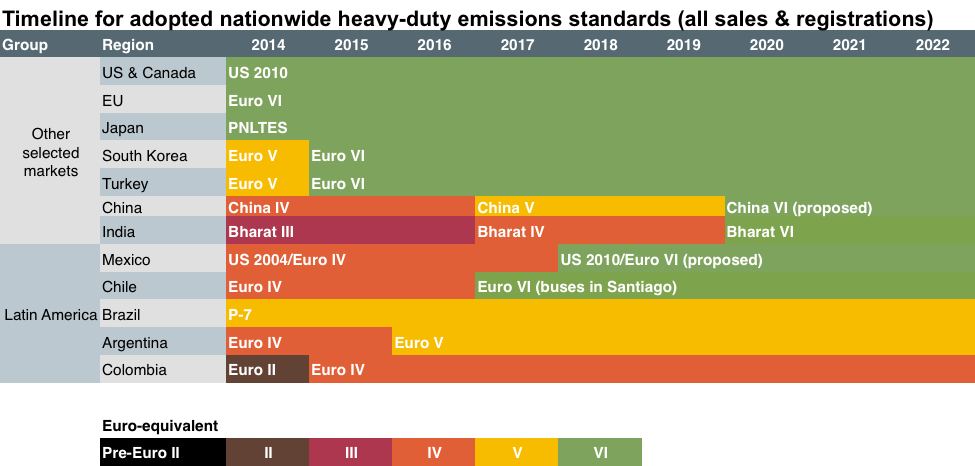 Timeline for adopted nationwide heavy-duty emissions standards (all sales & registrations)
Group Region 2014 2015 2016 2017 2018 2019 2020 2021 2022
Other selected markets
US & Canada US 2010
EU Euro VI
Japan PNLTES
South Korea Euro V Euro VI
Turkey Euro V Euro VI
China China IV China V China VI (proposed)
India Bharat III Bharat IV Bharat VI
Latin America
Mexico US 2004/Euro IV US 2010/Euro VI (proposed)
Chile Euro IV Euro VI (buses in Santiago)
Brazil P-7
Argentina Euro IV Euro V
Colombia Euro II Euro IV
Euro-equivalent
Pre-Euro II II III IV V VI